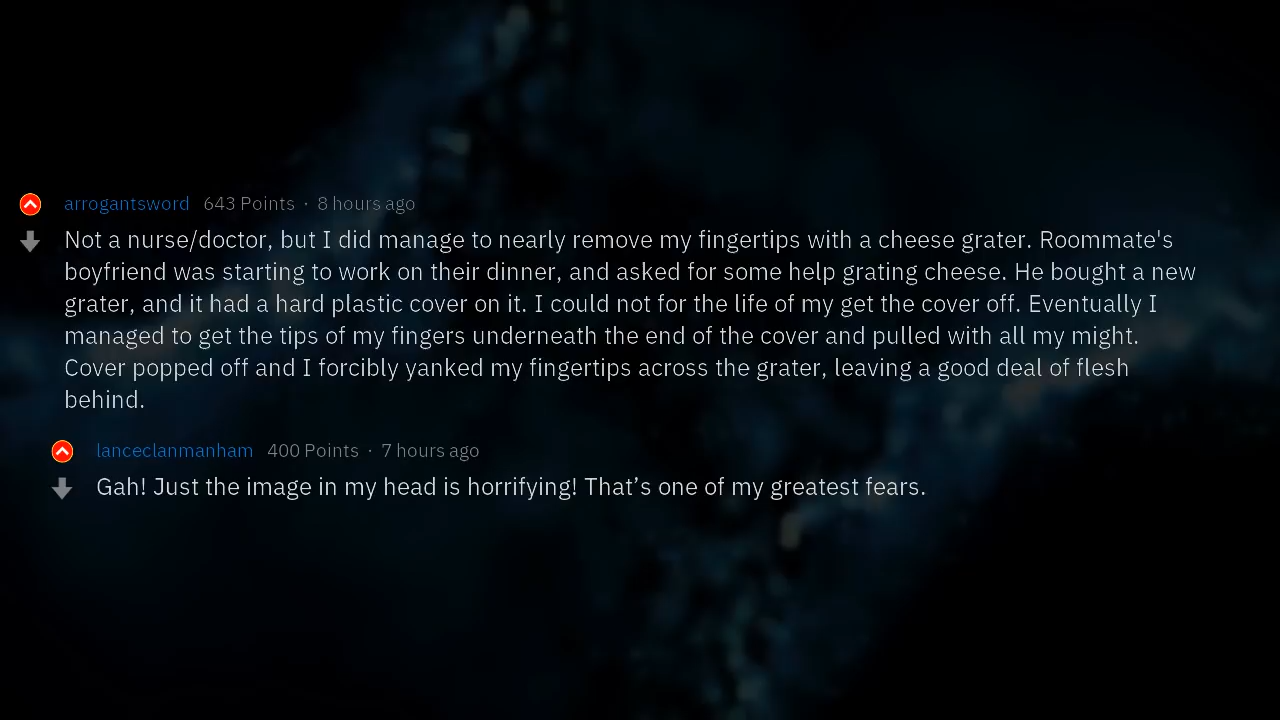 arrogantsword 643 Points · 8 hours ago
Not a nurse/doctor, but I did manage to nearly remove my fingertips with a cheese grater. Roommate's
boyfriend was starting to work on their dinner, and asked for some help grating cheese. He bought a new
grater, and it had a hard plastic cover on it. I could not for the life of my get the cover off. Eventually I
managed to get the tips of my fingers underneath the end of the cover and pulled with all my might.
Cover popped off and I forcibly yanked my fingertips across the grater, leaving a good deal of flesh
behind.
lanceclanmanham 400 Points · 7 hours ago
Gah! Just the image in my head is horrifying! That’s one of my greatest fears.